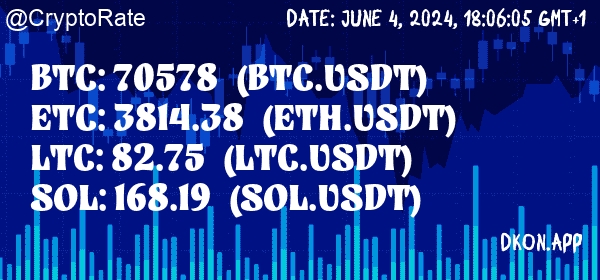 @CryptoRate
DATE: JUNE 4, 2024, 18:06:05 GMT+1
BTC: 70578 (BTC.USDT)
ETC: 3814.38 (ETH.USDT)
LTC: 82.75 (LTC.USDT)
SOL: 168.19 (SOL.USDT)
DKON.APP